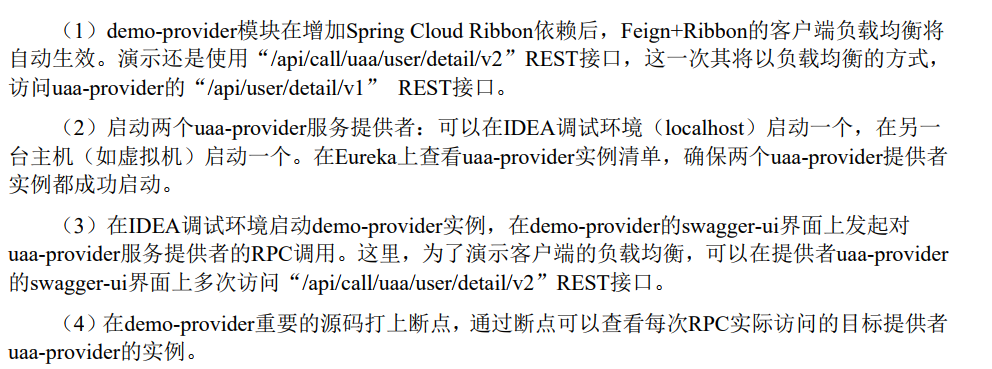 （1）demo-provider模块在增加Spring Cloud Ribbon依赖后，Feign+Ribbon的客户端负载均衡将
自动生效。演示还是使用“/api/call/uaa/user/detail/v2”REST接口，这一次其将以负载均衡的方式，
访问uaa-provider的“/api/user/detail/v1” REST接口。
（2）启动两个uaa-provider服务提供者：可以在IDEA调试环境（localhost）启动一个，在另一
台主机（如虚拟机）启动一个。在Eureka上查看uaa-provider实例清单，确保两个uaa-provider提供者
实例都成功启动。
（3）在IDEA调试环境启动demo-provider实例，在demo-provider的swagger-ui界面上发起对
uaa-provider服务提供者的RPC调用。这里，为了演示客户端的负载均衡，可以在提供者uaa-provider
的swagger-ui界面上多次访问“/api/call/uaa/user/detail/v2”REST接口。
（4）在demo-provider重要的源码打上断点，通过断点可以查看每次RPC实际访问的目标提供者
uaa-provider的实例。